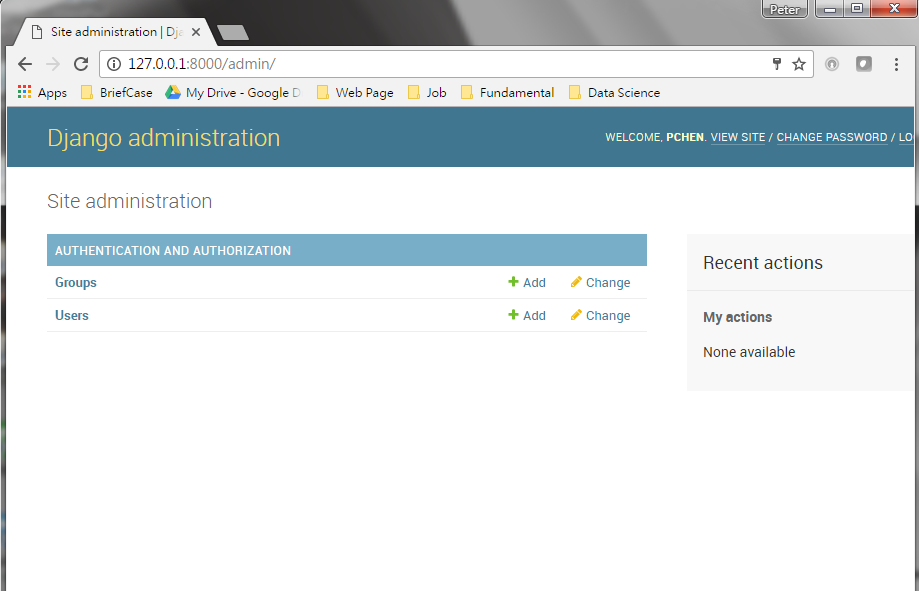 Peter
Site administration | Dja
127.0.0.1:8000/admin/
Apps BriefCase My Drive - Google D Web Page Job Fundamental Data Science
Django administration
WELCOME, PCHEN. VIEW SITE / CHANGE PASSWORD / LO
Site administration
AUTHENTICATION AND AUTHORIZATION
Groups Add Change
Users Add Change
Recent actions
My actions
None available